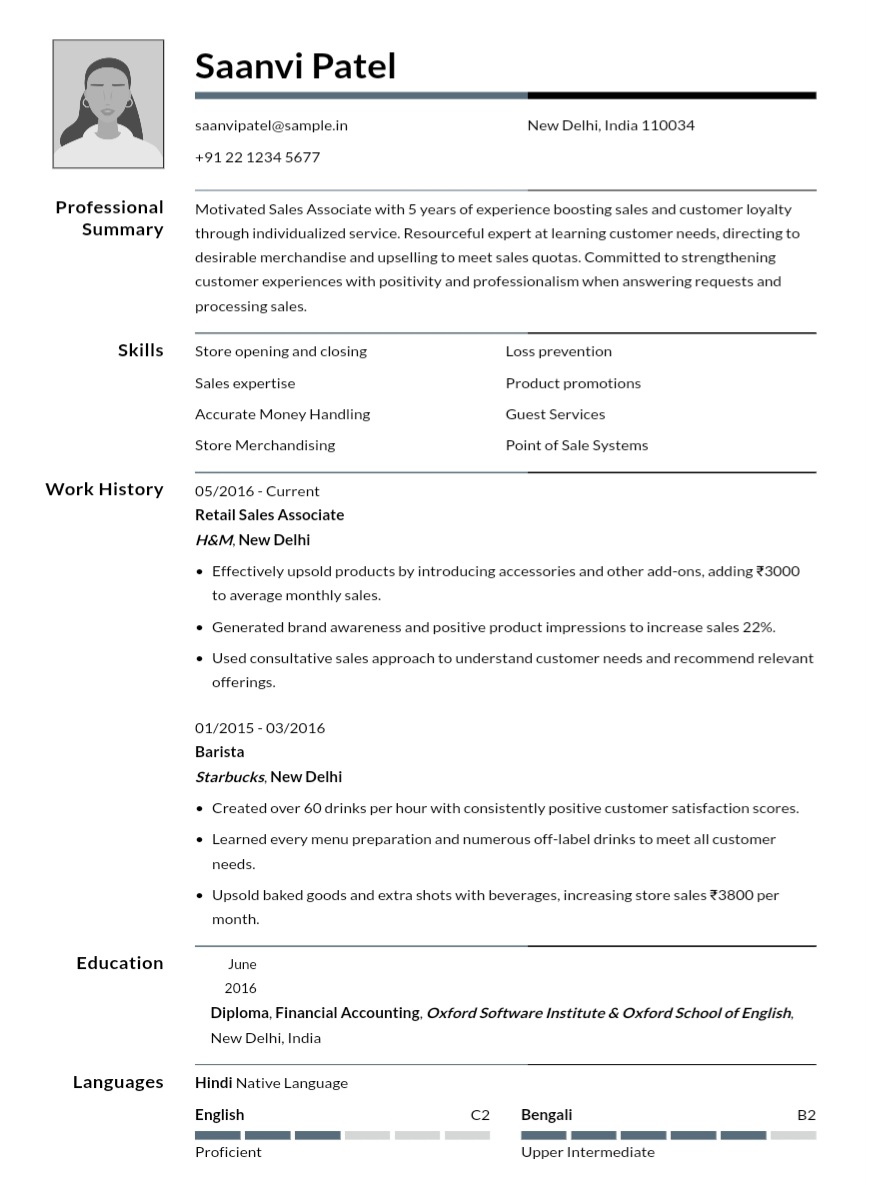 Saanvi Patel
saanvipatel@sample.in
New Delhi, India 110034
+91 22 1234 5677
Professional
Summary
Motivated Sales Associate with 5 years of experience boosting sales and customer loyalty
through individualized service. Resourceful expert at learning customer needs, directing to
desirable merchandise and upselling to meet sales quotas. Committed to strengthening
customer experiences with positivity and professionalism when answering requests and
processing sales.
Skills
Store opening and closing
Loss prevention
Sales expertise
Product promotions
Accurate Money Handling
Guest Services
Store Merchandising
Point of Sale Systems
Work History
05/2016 - Current
Retail Sales Associate
H&M, New Delhi
• Effectively upsold products by introducing accessories and other add-ons, adding ₹3000
to average monthly sales.
• Generated brand awareness and positive product impressions to increase sales 22%.
• Used consultative sales approach to understand customer needs and recommend relevant
offerings.
01/2015 - 03/2016
Barista
Starbucks, New Delhi
• Created over 60 drinks per hour with consistently positive customer satisfaction scores.
• Learned every menu preparation and numerous off-label drinks to meet all customer
needs.
• Upsold baked goods and extra shots with beverages, increasing store sales ₹3800 per
month.
Education
June
2016
Diploma, Financial Accounting, Oxford Software Institute & Oxford School of English,
New Delhi, India
Languages
Hindi Native Language
English C2
Bengali B2
Proficient
Upper Intermediate